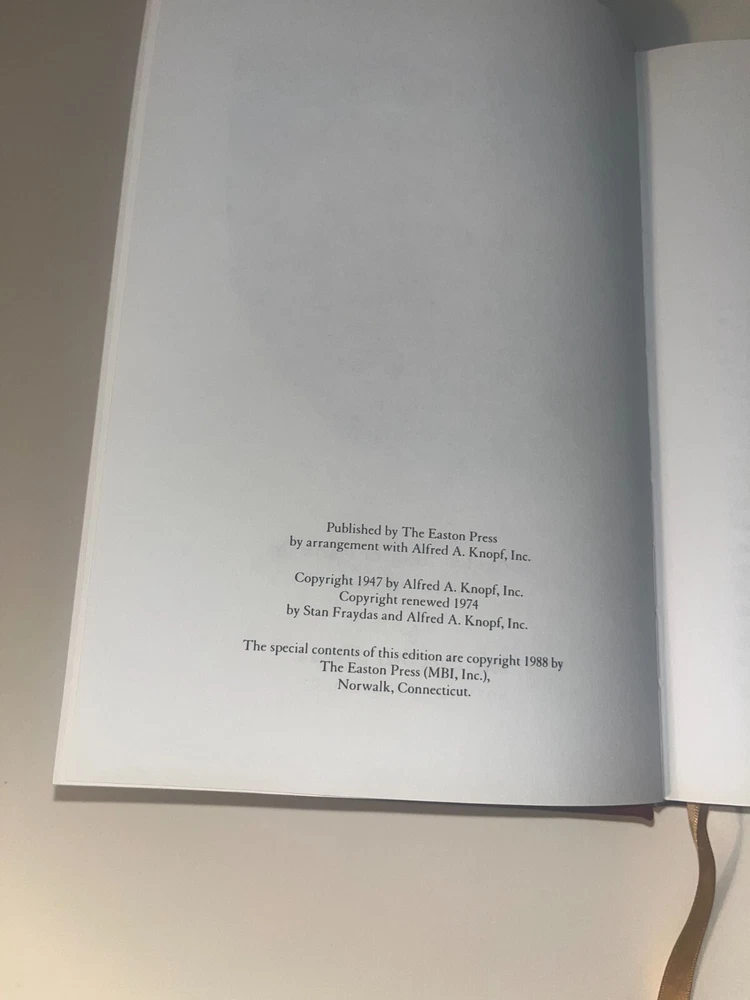 Published by The Easton Press
by arrangement with Alfred A. Knopf, Inc.
Copyright 1947 by Alfred A. Knopf, Inc.
Copyright renewed 1974
by Stan Fraydas and Alfred A. Knopf, Inc.
The special contents of this edition are copyright 1988 by
The Easton Press (MBI, Inc.),
Norwalk, Connecticut.